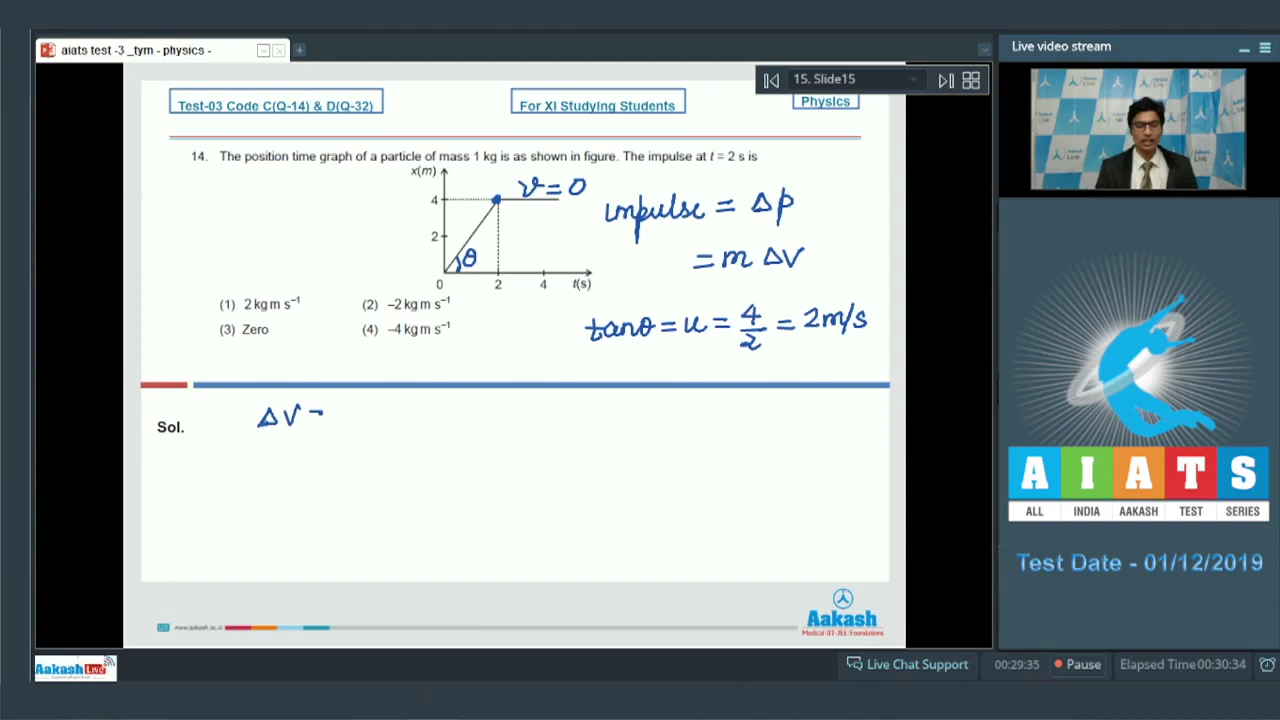 aiats test -3 _tym - physics -
Live video stream
15. Slide15
Test-03 Code C(Q-14) & D(Q-32)
For XI Studying Students
Physics
14. The position time graph of a particle of mass 1 kg is as shown in figure. The impulse at t = 2 s is
x(m)
4
2
0
2
4
t(s)
θ
v = 0
impulse = Δp
= m ΔV
tanθ = u = 4/2 = 2m/s
(1) 2 kg m s⁻¹
(2) –2 kg m s⁻¹
(3) Zero
(4) –4 kg m s⁻¹
Sol.
ΔV -
A I A T S
ALL INDIA AAKASH TEST SERIES
Test Date - 01/12/2019
www.aakash.ac.in
Aakash
Medical|IIT-JEE|Foundations
Aakash Live
Live Chat Support
00:29:35
Pause
Elapsed Time 00:30:34